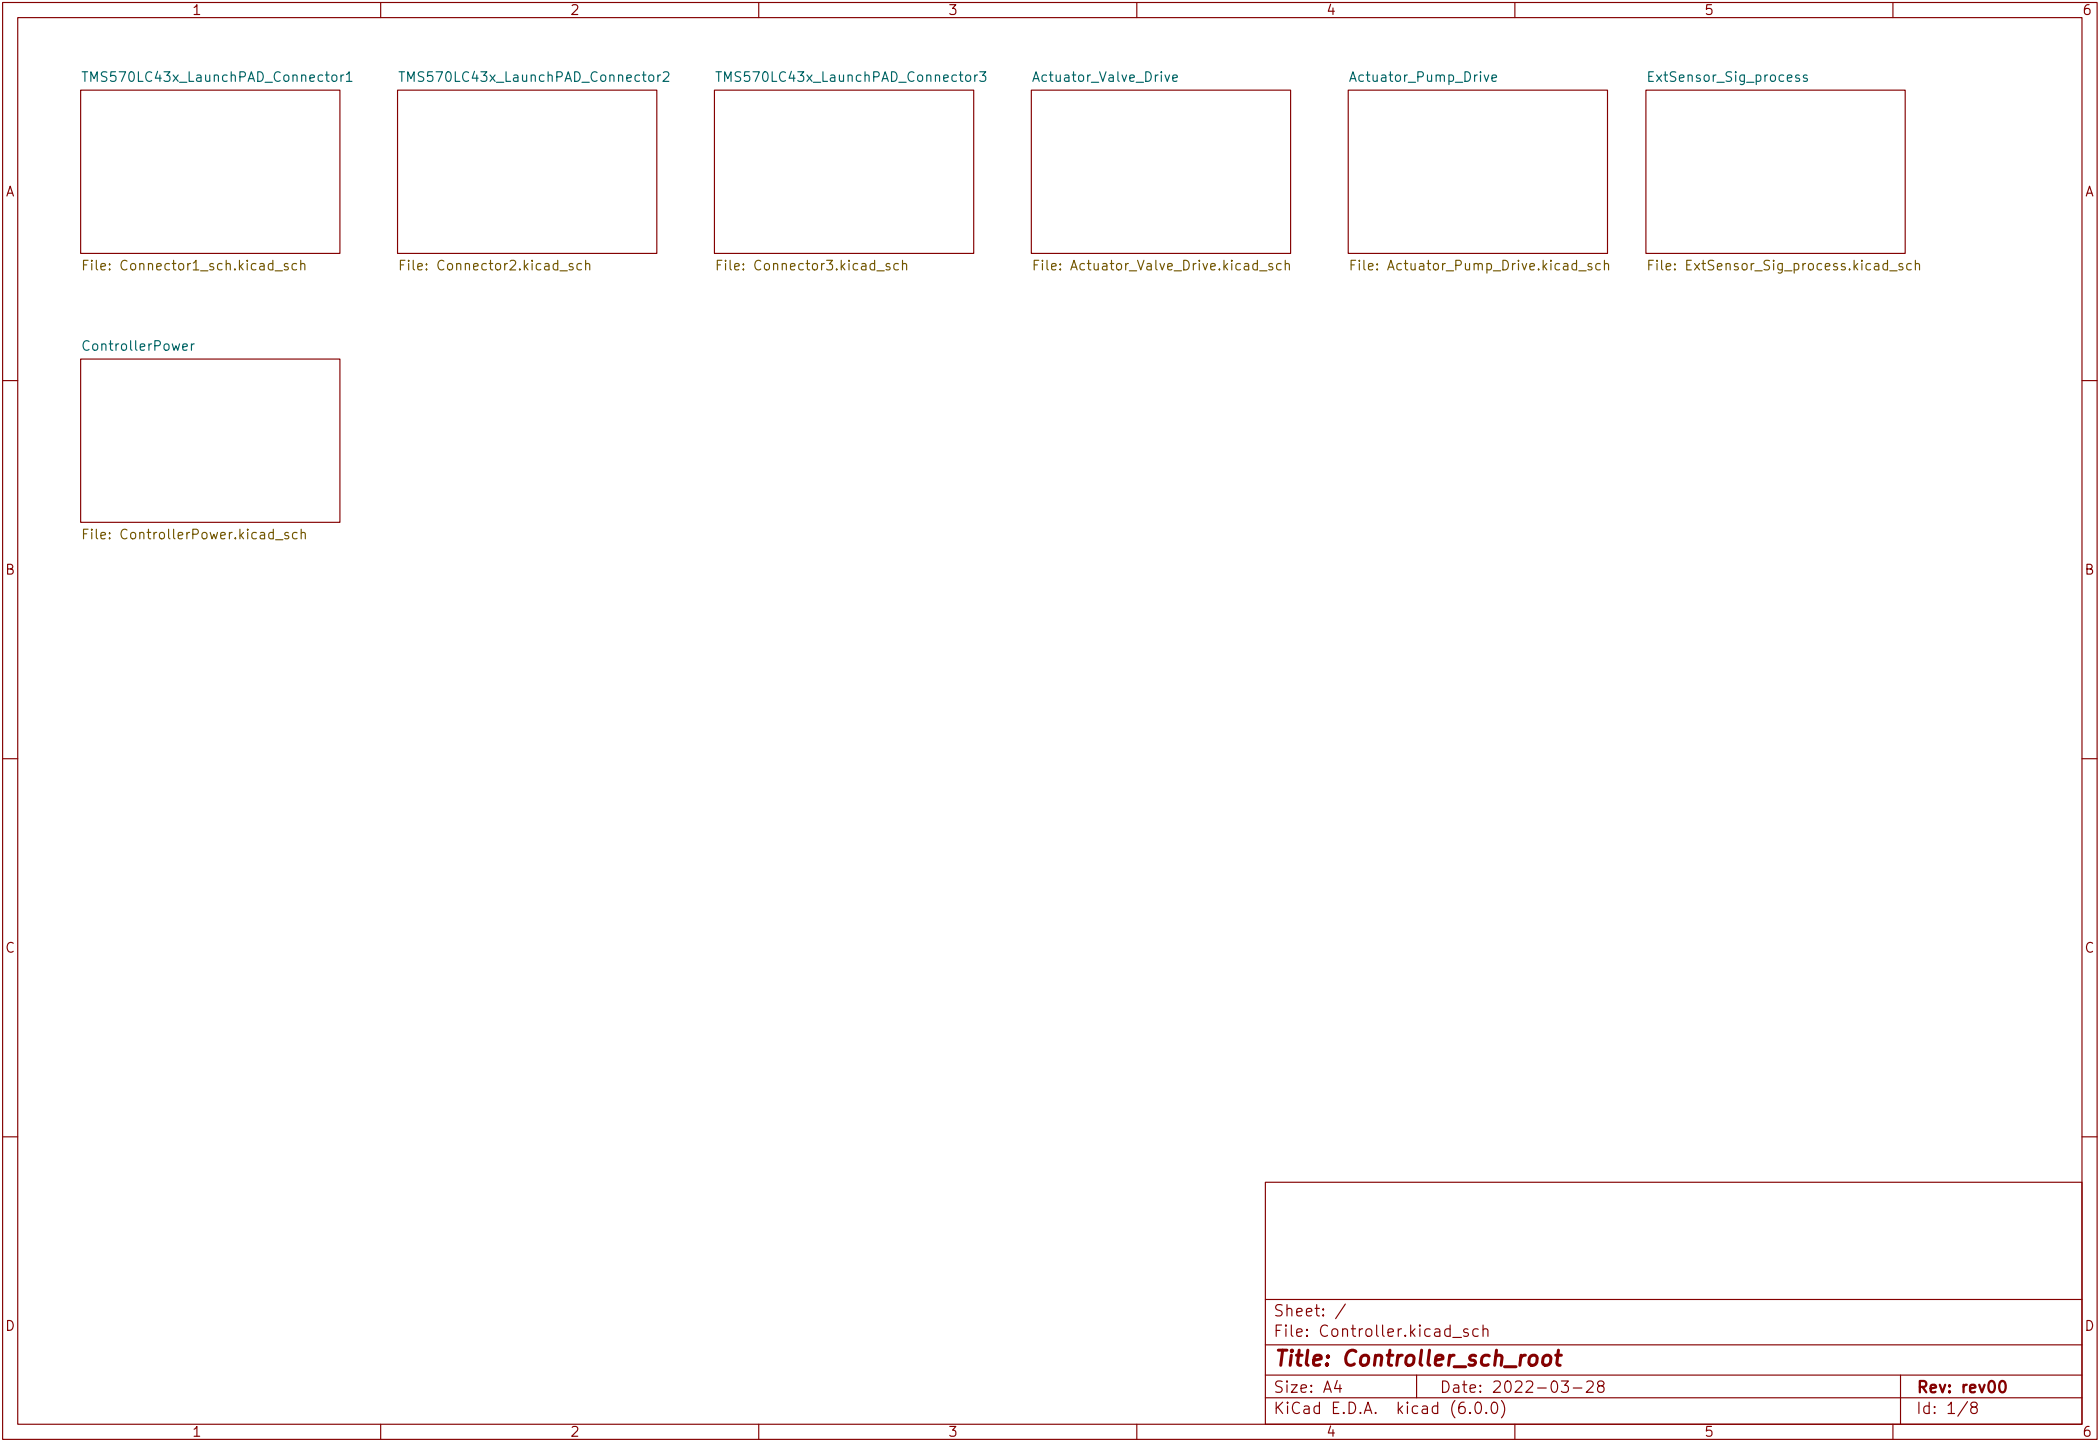 1 2 3 4 5 6
TMS570LC43x_LaunchPAD_Connector1
File: Connector1_sch.kicad_sch
TMS570LC43x_LaunchPAD_Connector2
File: Connector2.kicad_sch
TMS570LC43x_LaunchPAD_Connector3
File: Connector3.kicad_sch
Actuator_Valve_Drive
File: Actuator_Valve_Drive.kicad_sch
Actuator_Pump_Drive
File: Actuator_Pump_Drive.kicad_sch
ExtSensor_Sig_process
File: ExtSensor_Sig_process.kicad_sch
A A
ControllerPower
File: ControllerPower.kicad_sch
B B
C C
D D
Sheet: /
File: Controller.kicad_sch
Title: Controller_sch_root
Size: A4 Date: 2022-03-28 Rev: rev00
KiCad E.D.A. kicad (6.0.0) Id: 1/8
1 2 3 4 5 6